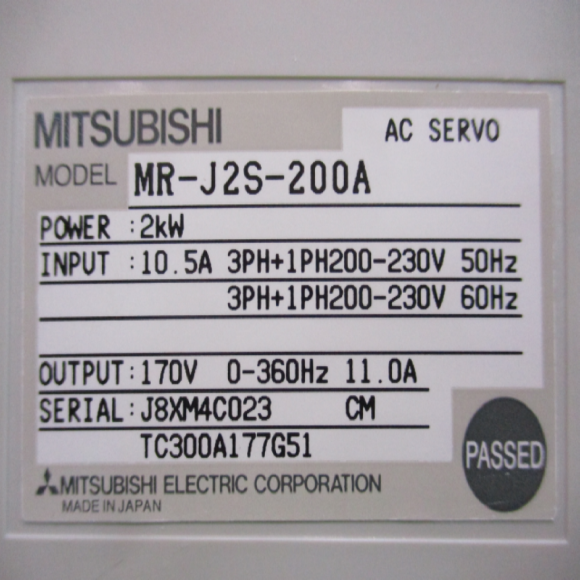 MITSUBISHI AC SERVO
MODEL MR-J2S-200A
POWER :2kW
INPUT :10.5A 3PH+1PH200-230V 50Hz
3PH+1PH200-230V 60Hz
OUTPUT:170V 0-360Hz 11.0A
SERIAL:J8XM4C023 CM
TC300A177G51
PASSED
MITSUBISHI ELECTRIC CORPORATION
MADE IN JAPAN